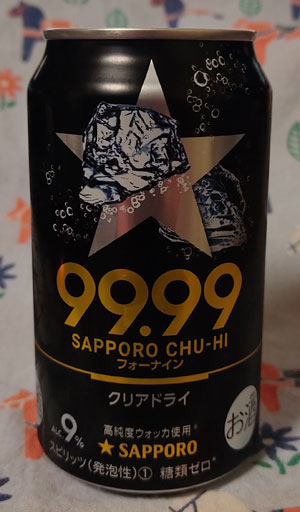 99.99
SAPPORO CHU-HI
フォーナイン
クリアドライ
お酒
ALC. 9%
高純度ウォッカ使用※
★SAPPORO
スピリッツ(発泡性)① 糖類ゼロ※